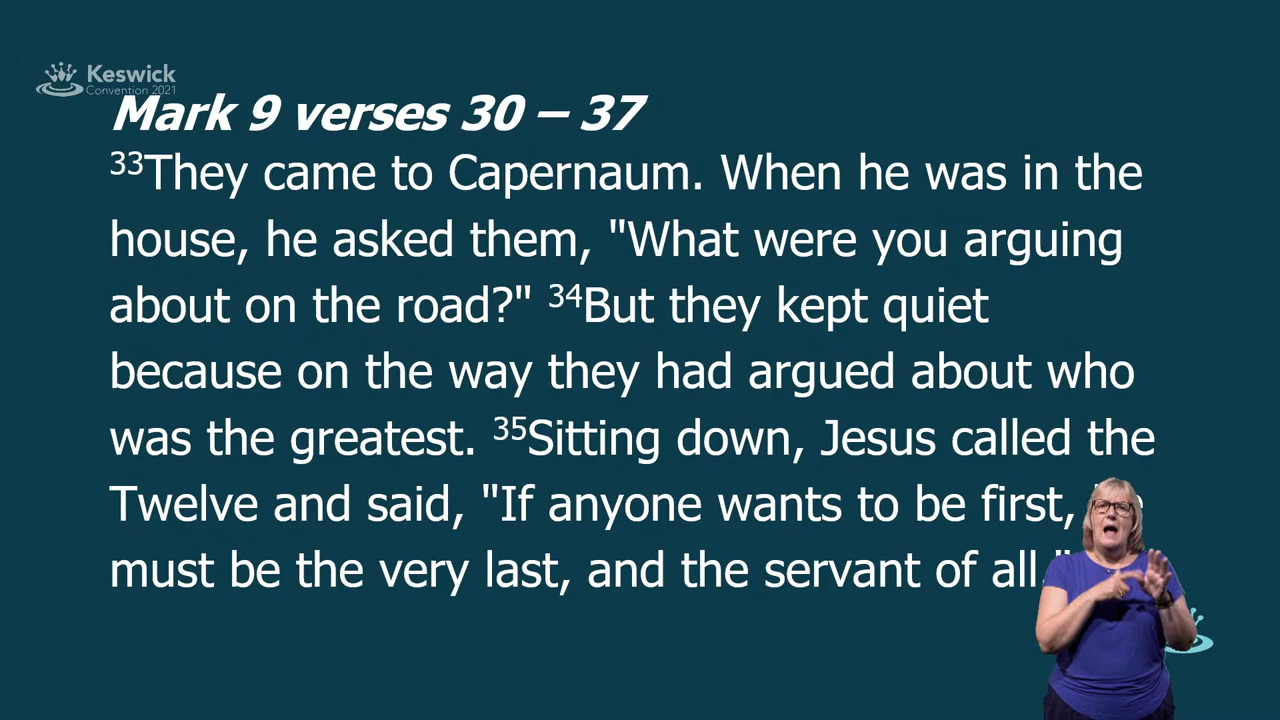 Keswick
Convention 2021
Mark 9 verses 30 – 37
³³They came to Capernaum. When he was in the
house, he asked them, "What were you arguing
about on the road?" ³⁴But they kept quiet
because on the way they had argued about who
was the greatest. ³⁵Sitting down, Jesus called the
Twelve and said, "If anyone wants to be first,
must be the very last, and the servant of all."